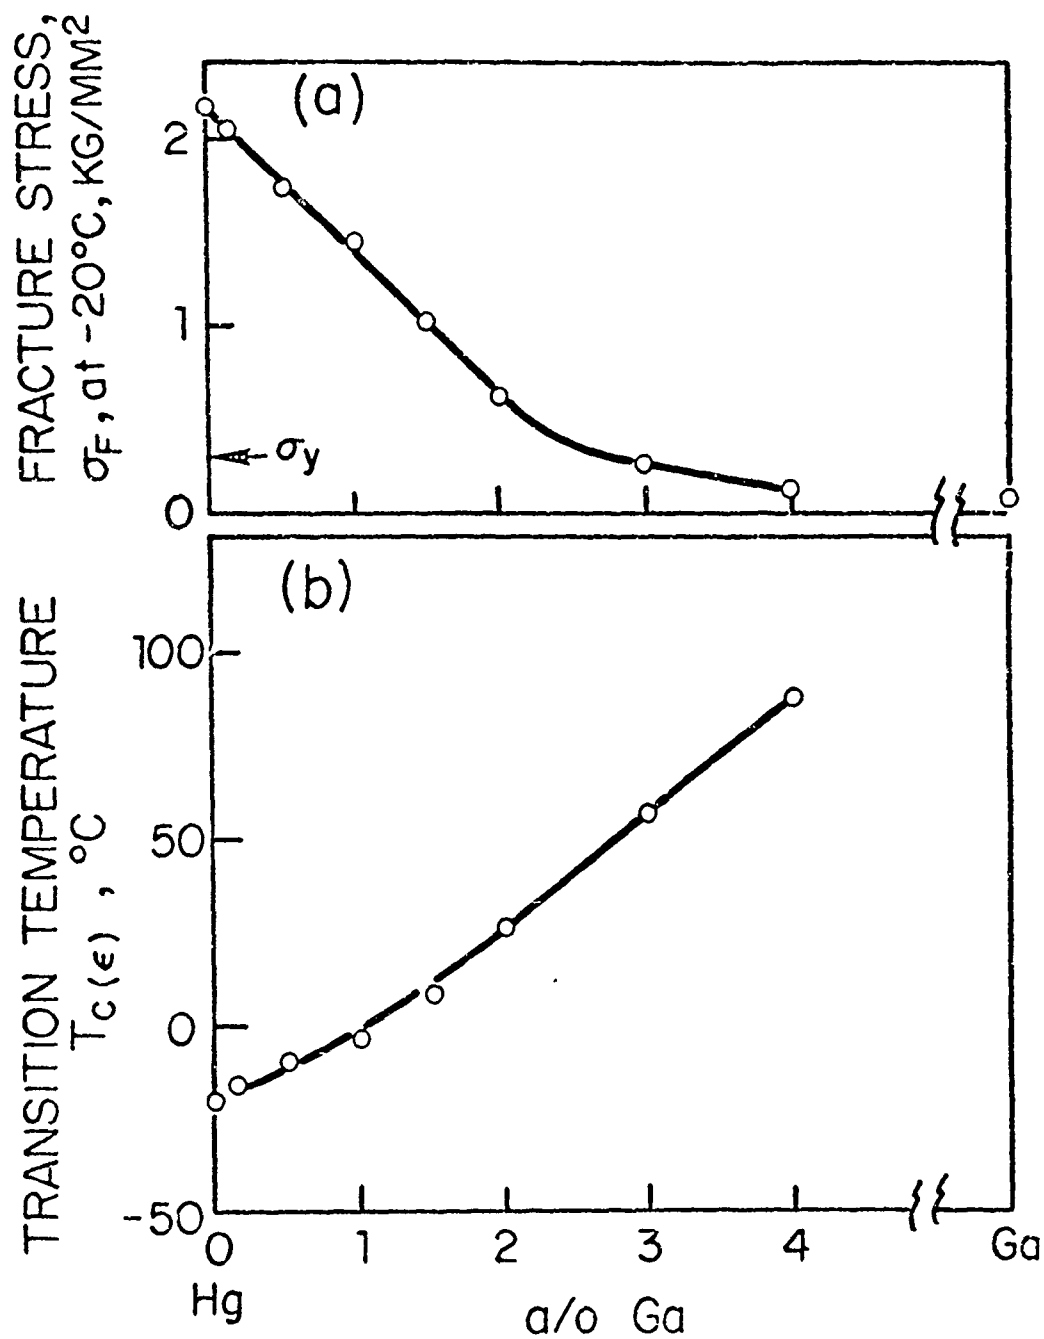 FRACTURE STRESS,
σF, at -20°C, KG/MM2
(a)
2
1
σy
0
TRANSITION TEMPERATURE
Tc(ϵ), °C
(b)
100
50
0
-50
0 1 2 3 4 Ga
Hg a/o Ga